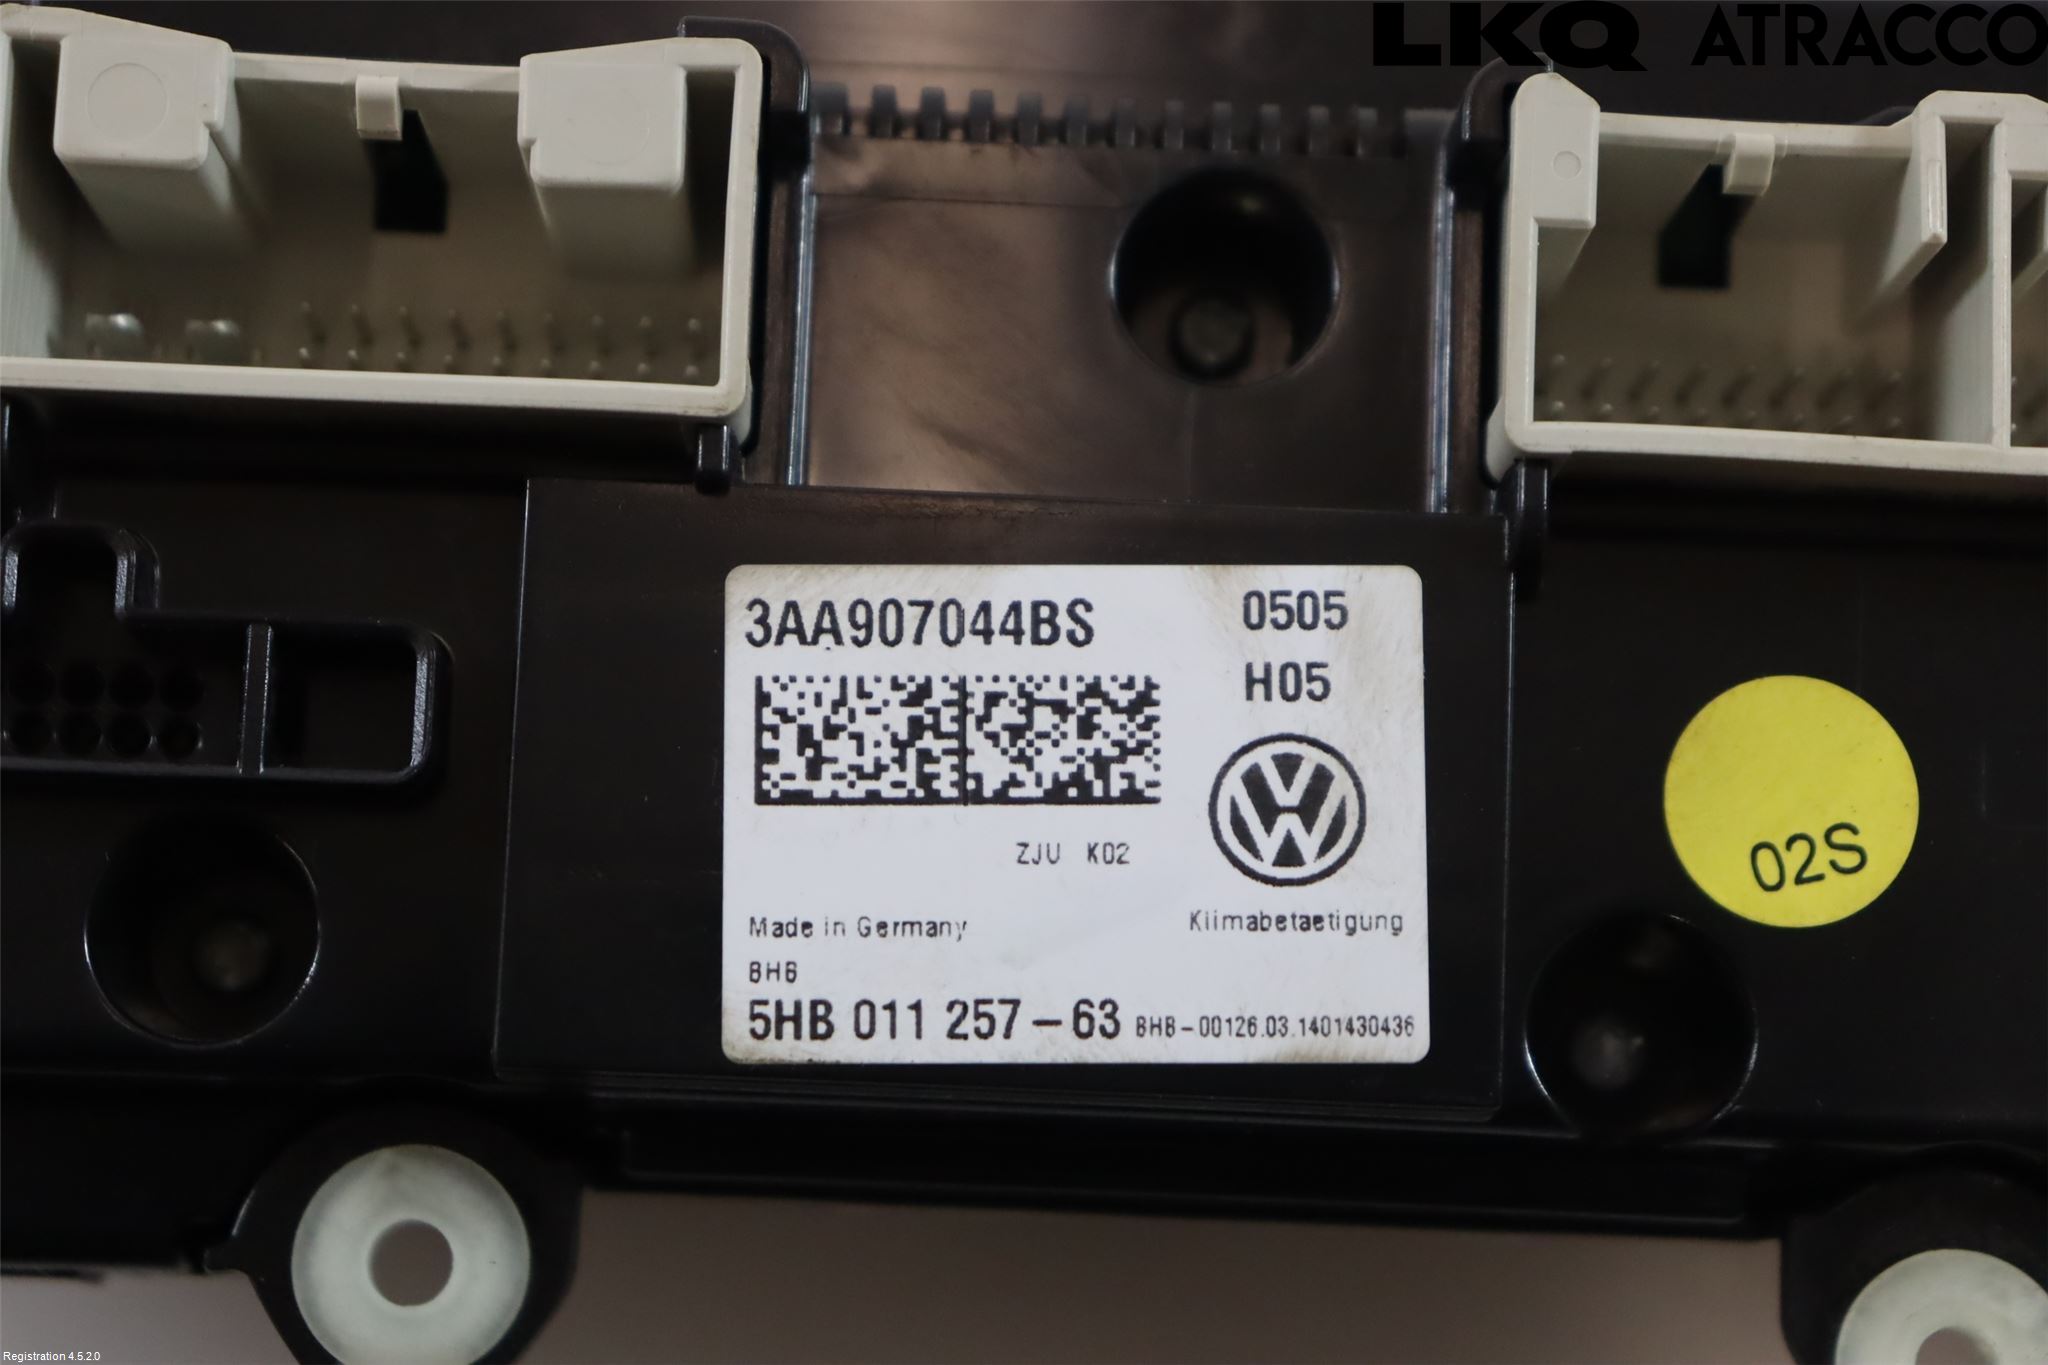 LKQ ATRACCO
3AA907044BS
0505
H05
ZJU K02
Made in Germany
Klimabetaetigung
BHB
5HB 011 257-63 BHB-00126.03.1401430436
02S
Registration 4.5.2.0